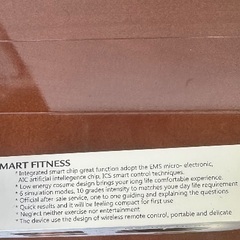 MART FITNESS
* Integrated smart chip great function adopt the EMS micro- electronic,
AIC artificial intellegence chip, ICS smart control techniques.
* Low energy cosume design brings your long life comfortable experience.
* 6 simulation modes, 10 grades intensity to matches your day life requirement
* Official after sale service, one to one guiding and explaining the questions
* Quick results and it will be feeling compact for first use
* Neglect neither exercise nor entertainment
* The device use the design of wireless remote control, portable and delicate